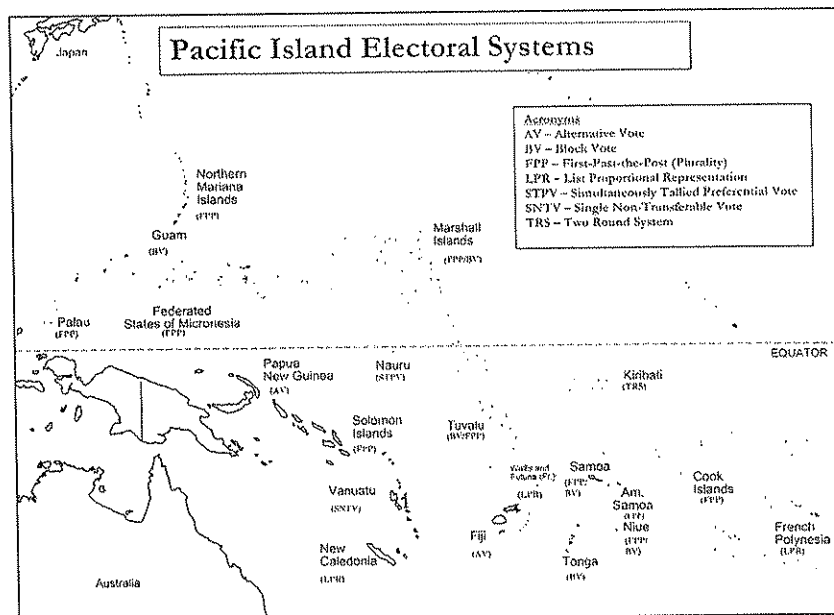 Pacific Island Electoral Systems
Japan
Acronyms
AV – Alternative Vote
BV – Block Vote
FPP – First-Past-the-Post (Plurality)
LPR – List Proportional Representation
STPV – Simultaneously Tallied Preferential Vote
SNTV – Single Non-Transferable Vote
TRS – Two Round System
Northern
Mariana
Islands
(FPP)
Guam
(BV)
Marshall
Islands
(FPP/BV)
Palau
(FPP)
Federated
States of Micronesia
(FPP)
EQUATOR
Papua
New Guinea
(AV)
Nauru
(STPV)
Kiribati
(TRS)
Solomon
Islands
(FPP)
Tuvalu
(BV/FPP)
Wallis and
Futuna (Fr.)
(LPR)
Samoa
(FPP/
BV)
Am.
Samoa
(FPP)
Cook
Islands
(FPP)
Vanuatu
(SNTV)
Fiji
(AV)
Niue
(FPP/
BV)
French
Polynesia
(LPR)
New
Caledonia
(LPR)
Tonga
(BV)
Australia